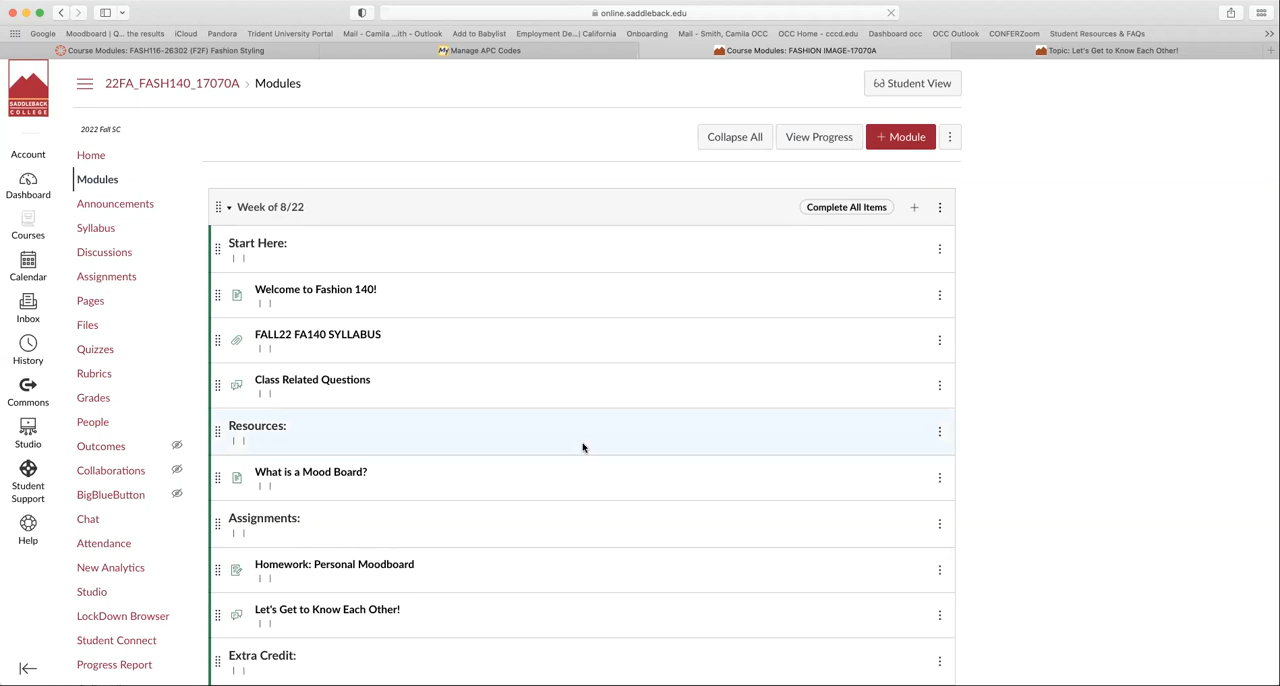 online.saddleback.edu
Google Moodboard | Q... the results iCloud Pandora Trident University Portal Mail - Camila ...ith - Outlook Add to Babylist Employment De...| California Onboarding Mail - Smith, Camila OCC OCC Home - cccd.edu Dashboard occ OCC Outlook CONFERZoom Student Resources & FAQs
Course Modules: FASH116-26302 (F2F) Fashion Styling Manage APC Codes Course Modules: FASHION IMAGE-17070A Topic: Let's Get to Know Each Other!
SADDLEBACK
COLLEGE
22FA_FASH140_17070A › Modules
Student View
2022 Fall SC
Collapse All View Progress + Module
Account
Dashboard
Courses
Calendar
Inbox
History
Commons
Studio
Student
Support
Help
Home
Modules
Announcements
Syllabus
Discussions
Assignments
Pages
Files
Quizzes
Rubrics
Grades
People
Outcomes
Collaborations
BigBlueButton
Chat
Attendance
New Analytics
Studio
LockDown Browser
Student Connect
Progress Report
Week of 8/22 Complete All Items
Start Here:
| |
Welcome to Fashion 140!
| |
FALL22 FA140 SYLLABUS
| |
Class Related Questions
| |
Resources:
| |
What is a Mood Board?
| |
Assignments:
| |
Homework: Personal Moodboard
| |
Let's Get to Know Each Other!
| |
Extra Credit:
| |